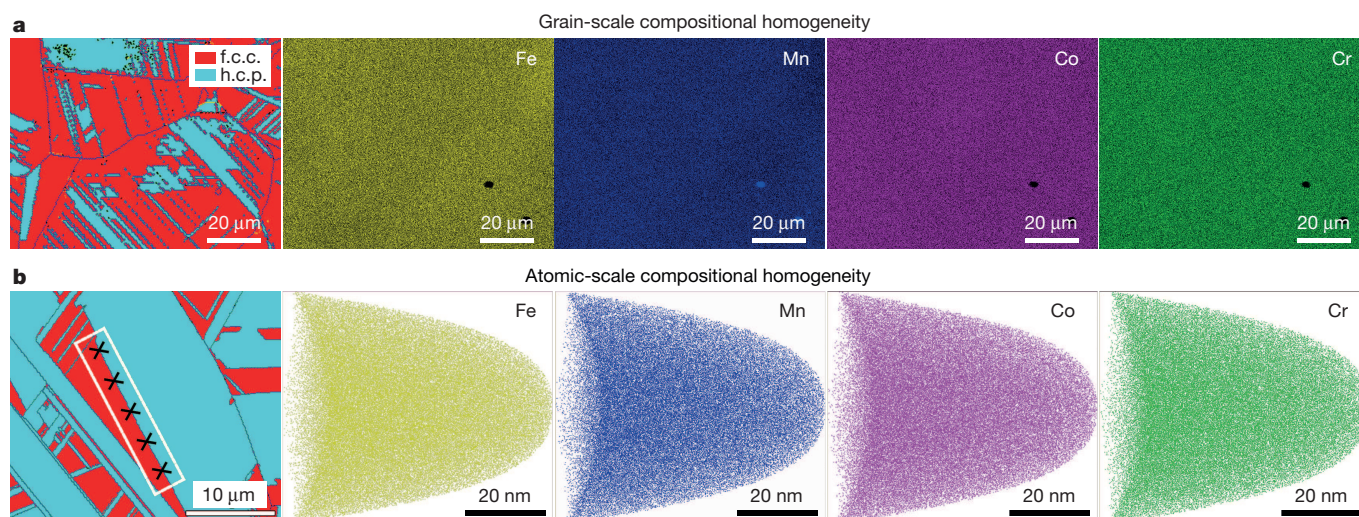 a
Grain-scale compositional homogeneity
f.c.c.
h.c.p.
20 μm
Fe
20 μm
Mn
20 μm
Co
20 μm
Cr
20 μm
b
Atomic-scale compositional homogeneity
10 μm
Fe
20 nm
Mn
20 nm
Co
20 nm
Cr
20 nm